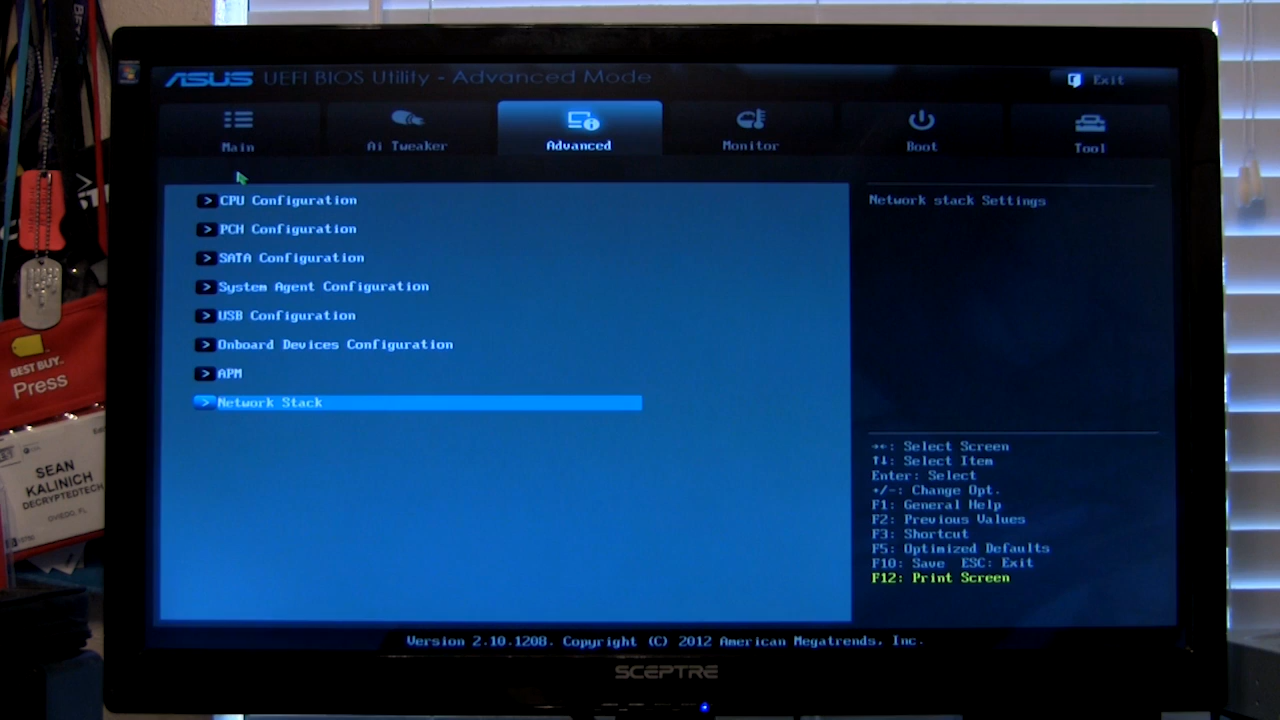 ASUS UEFI BIOS Utility - Advanced Mode
Exit
Main
Ai Tweaker
Advanced
Monitor
Boot
Tool
> CPU Configuration
> PCH Configuration
> SATA Configuration
> System Agent Configuration
> USB Configuration
> Onboard Devices Configuration
> APM
> Network Stack
Network stack Settings
→←: Select Screen
↑↓: Select Item
Enter: Select
+/-: Change Opt.
F1: General Help
F2: Previous Values
F3: Shortcut
F5: Optimized Defaults
F10: Save ESC: Exit
F12: Print Screen
Version 2.10.1208. Copyright (C) 2012 American Megatrends, Inc.
SCEPTRE
BEST BUY
Press
SEAN
KALINICH
DECRYPTEDTECH
OVIEDO, FL